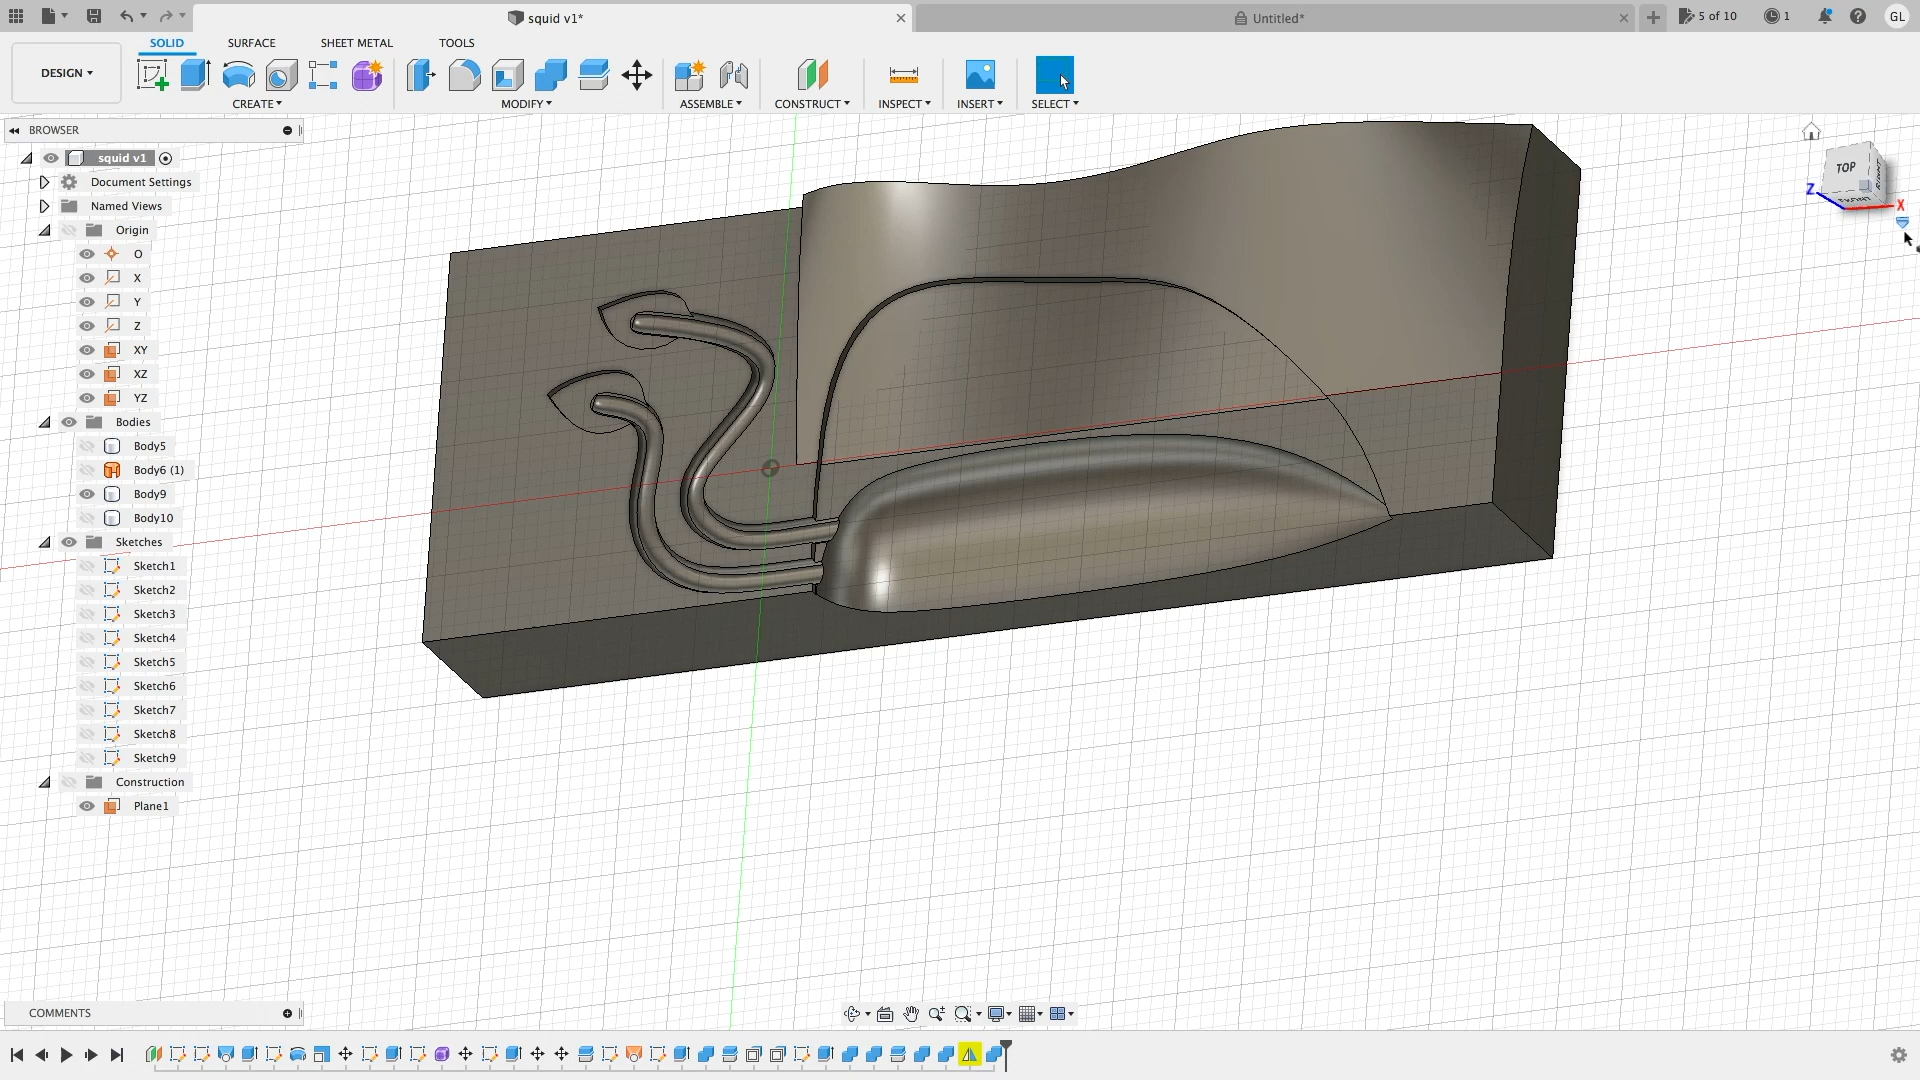 squid v1*
Untitled*
5 of 10
1
GL
DESIGN
SOLID
SURFACE
SHEET METAL
TOOLS
CREATE
MODIFY
ASSEMBLE
CONSTRUCT
INSPECT
INSERT
SELECT
BROWSER
squid v1
Document Settings
Named Views
Origin
O
X
Y
Z
XY
XZ
YZ
Bodies
Body5
Body6 (1)
Body9
Body10
Sketches
Sketch1
Sketch2
Sketch3
Sketch4
Sketch5
Sketch6
Sketch7
Sketch8
Sketch9
Construction
Plane1
TOP
RIGHT
FRONT
Z
X
COMMENTS